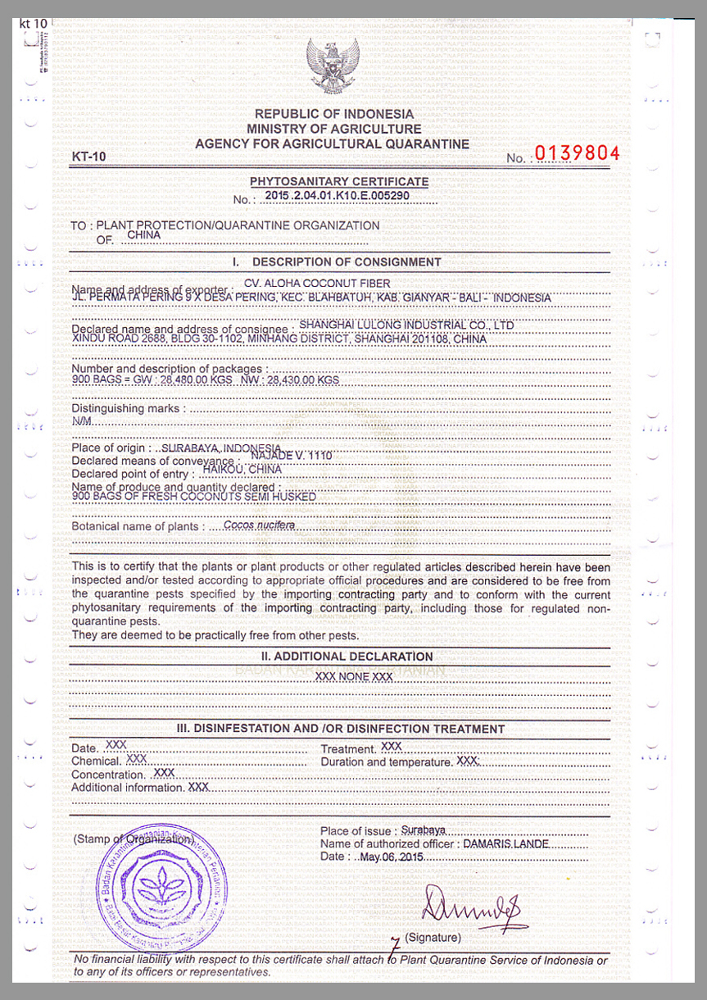 kt 10
REPUBLIC OF INDONESIA
MINISTRY OF AGRICULTURE
AGENCY FOR AGRICULTURAL QUARANTINE
KT-10
No. : 0139804
PHYTOSANITARY CERTIFICATE
No. : 2015.2.04.01.K10.E.005290
TO : PLANT PROTECTION/QUARANTINE ORGANIZATION
OF. CHINA
I. DESCRIPTION OF CONSIGNMENT
Name and address of exporter : CV. ALOHA COCONUT FIBER
JL. PERMATA PERING 9 X DESA PERING, KEC. BLAHBATUH, KAB. GIANYAR - BALI - INDONESIA
Declared name and address of consignee : SHANGHAI LULONG INDUSTRIAL CO., LTD
XINDU ROAD 2688, BLDG 30-1102, MINHANG DISTRICT, SHANGHAI 201108, CHINA
Number and description of packages :
900 BAGS = GW : 28,480.00 KGS NW : 28,430.00 KGS
Distinguishing marks :
N/M
Place of origin : SURABAYA, INDONESIA
Declared means of conveyance : NAJADE V. 1110
Declared point of entry : HAIKOU, CHINA
Name of produce and quantity declared :
900 BAGS OF FRESH COCONUTS SEMI HUSKED
Botanical name of plants : Cocos nucifera
This is to certify that the plants or plant products or other regulated articles described herein have been
inspected and/or tested according to appropriate official procedures and are considered to be free from
the quarantine pests specified by the importing contracting party and to conform with the current
phytosanitary requirements of the importing contracting party, including those for regulated non-
quarantine pests.
They are deemed to be practically free from other pests.
II. ADDITIONAL DECLARATION
BADAN KARANTINA PERTANIAN
XXX NONE XXX
III. DISINFESTATION AND /OR DISINFECTION TREATMENT
Date. XXX Treatment. XXX
Chemical. XXX Duration and temperature. XXX
Concentration. XXX
Additional information. XXX
(Stamp of Organization)
Badan Karantina Pertanian-Kementerian Pertanian
Place of issue : Surabaya
Name of authorized officer : DAMARIS LANDE
Date : May 06, 2015
(Signature)
No financial liability with respect to this certificate shall attach to Plant Quarantine Service of Indonesia or
to any of its officers or representatives.